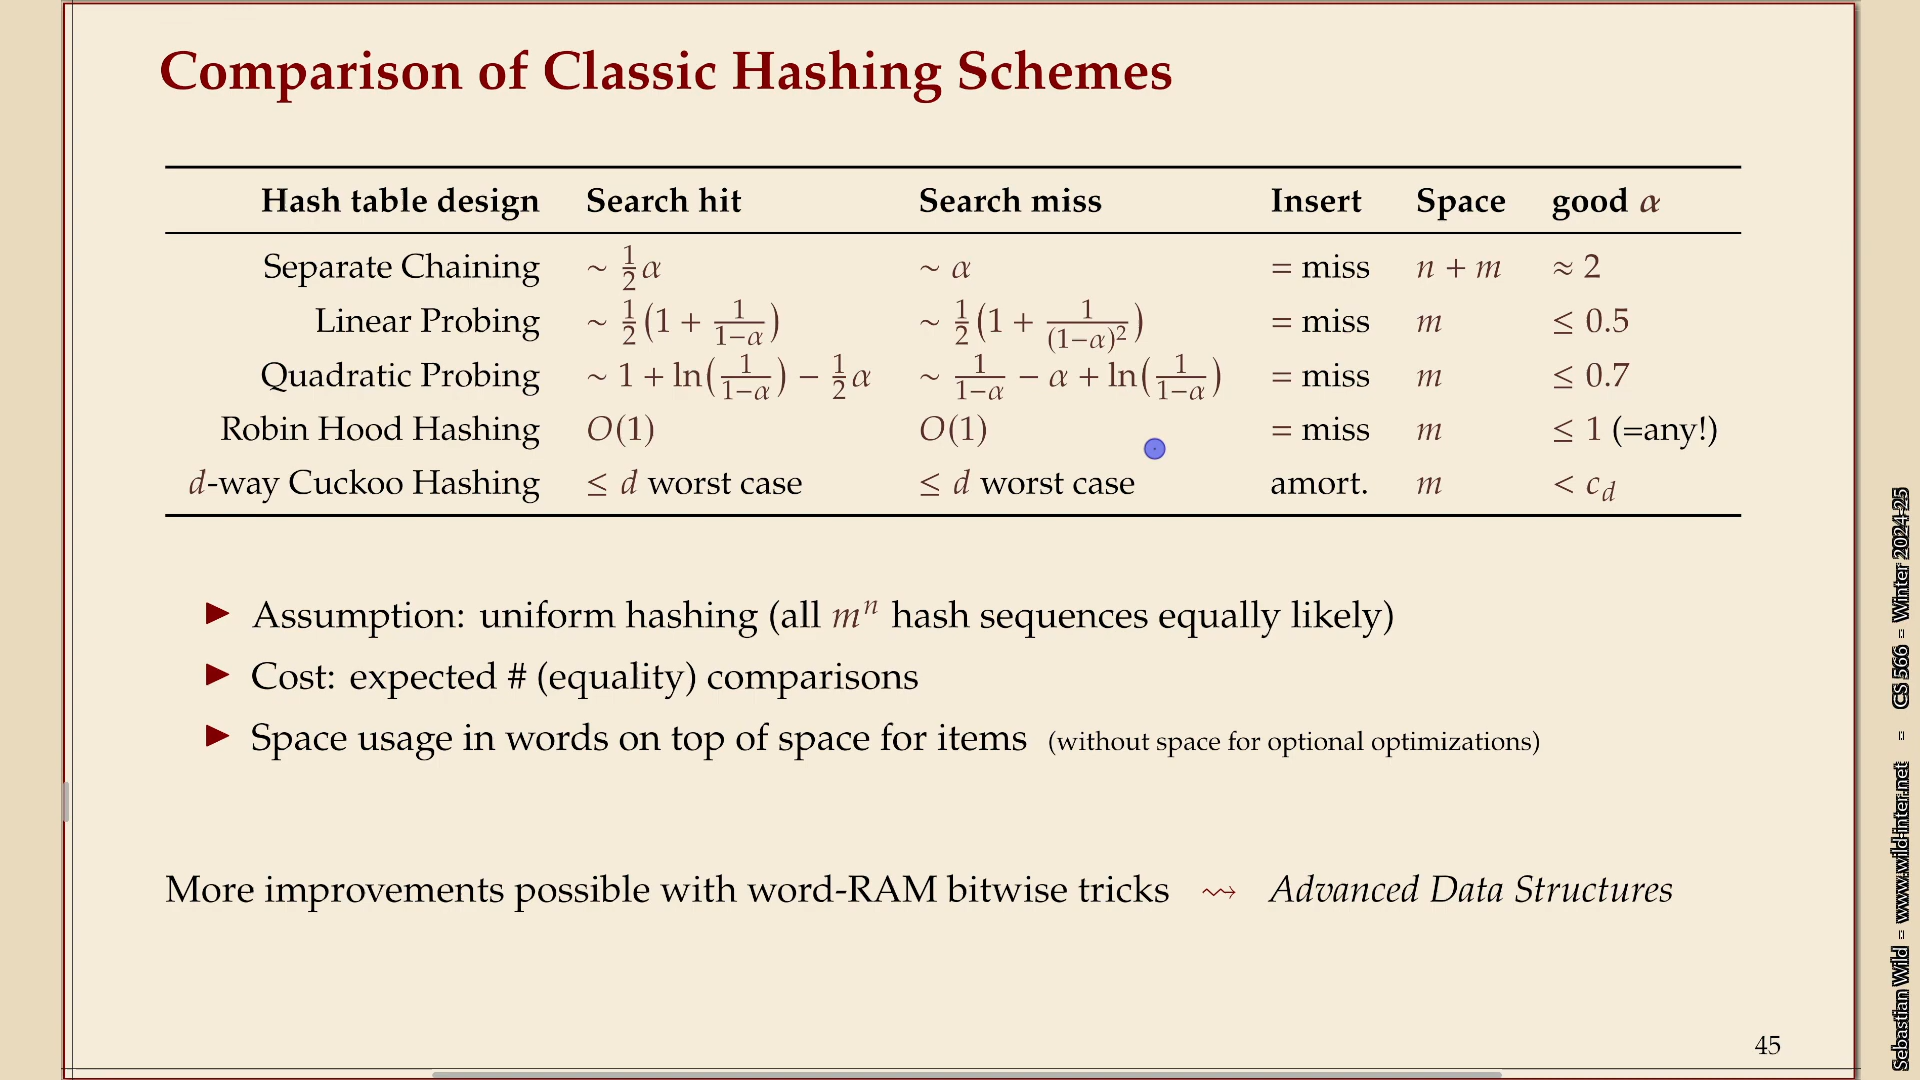 Comparison of Classic Hashing Schemes
Hash table design Search hit Search miss Insert Space good α
Separate Chaining ∼ 1/2 α ∼ α = miss n + m ≈ 2
Linear Probing ∼ 1/2 (1 + 1/(1−α)) ∼ 1/2 (1 + 1/(1−α)²) = miss m ≤ 0.5
Quadratic Probing ∼ 1 + ln(1/(1−α)) − 1/2 α ∼ 1/(1−α) − α + ln(1/(1−α)) = miss m ≤ 0.7
Robin Hood Hashing O(1) O(1) = miss m ≤ 1 (=any!)
d-way Cuckoo Hashing ≤ d worst case ≤ d worst case amort. m < c_d
▶ Assumption: uniform hashing (all mⁿ hash sequences equally likely)
▶ Cost: expected # (equality) comparisons
▶ Space usage in words on top of space for items (without space for optional optimizations)
More improvements possible with word-RAM bitwise tricks ⇝ Advanced Data Structures
45
Sebastian Wild – www.wild-inter.net – CS 566 – Winter 2024-25